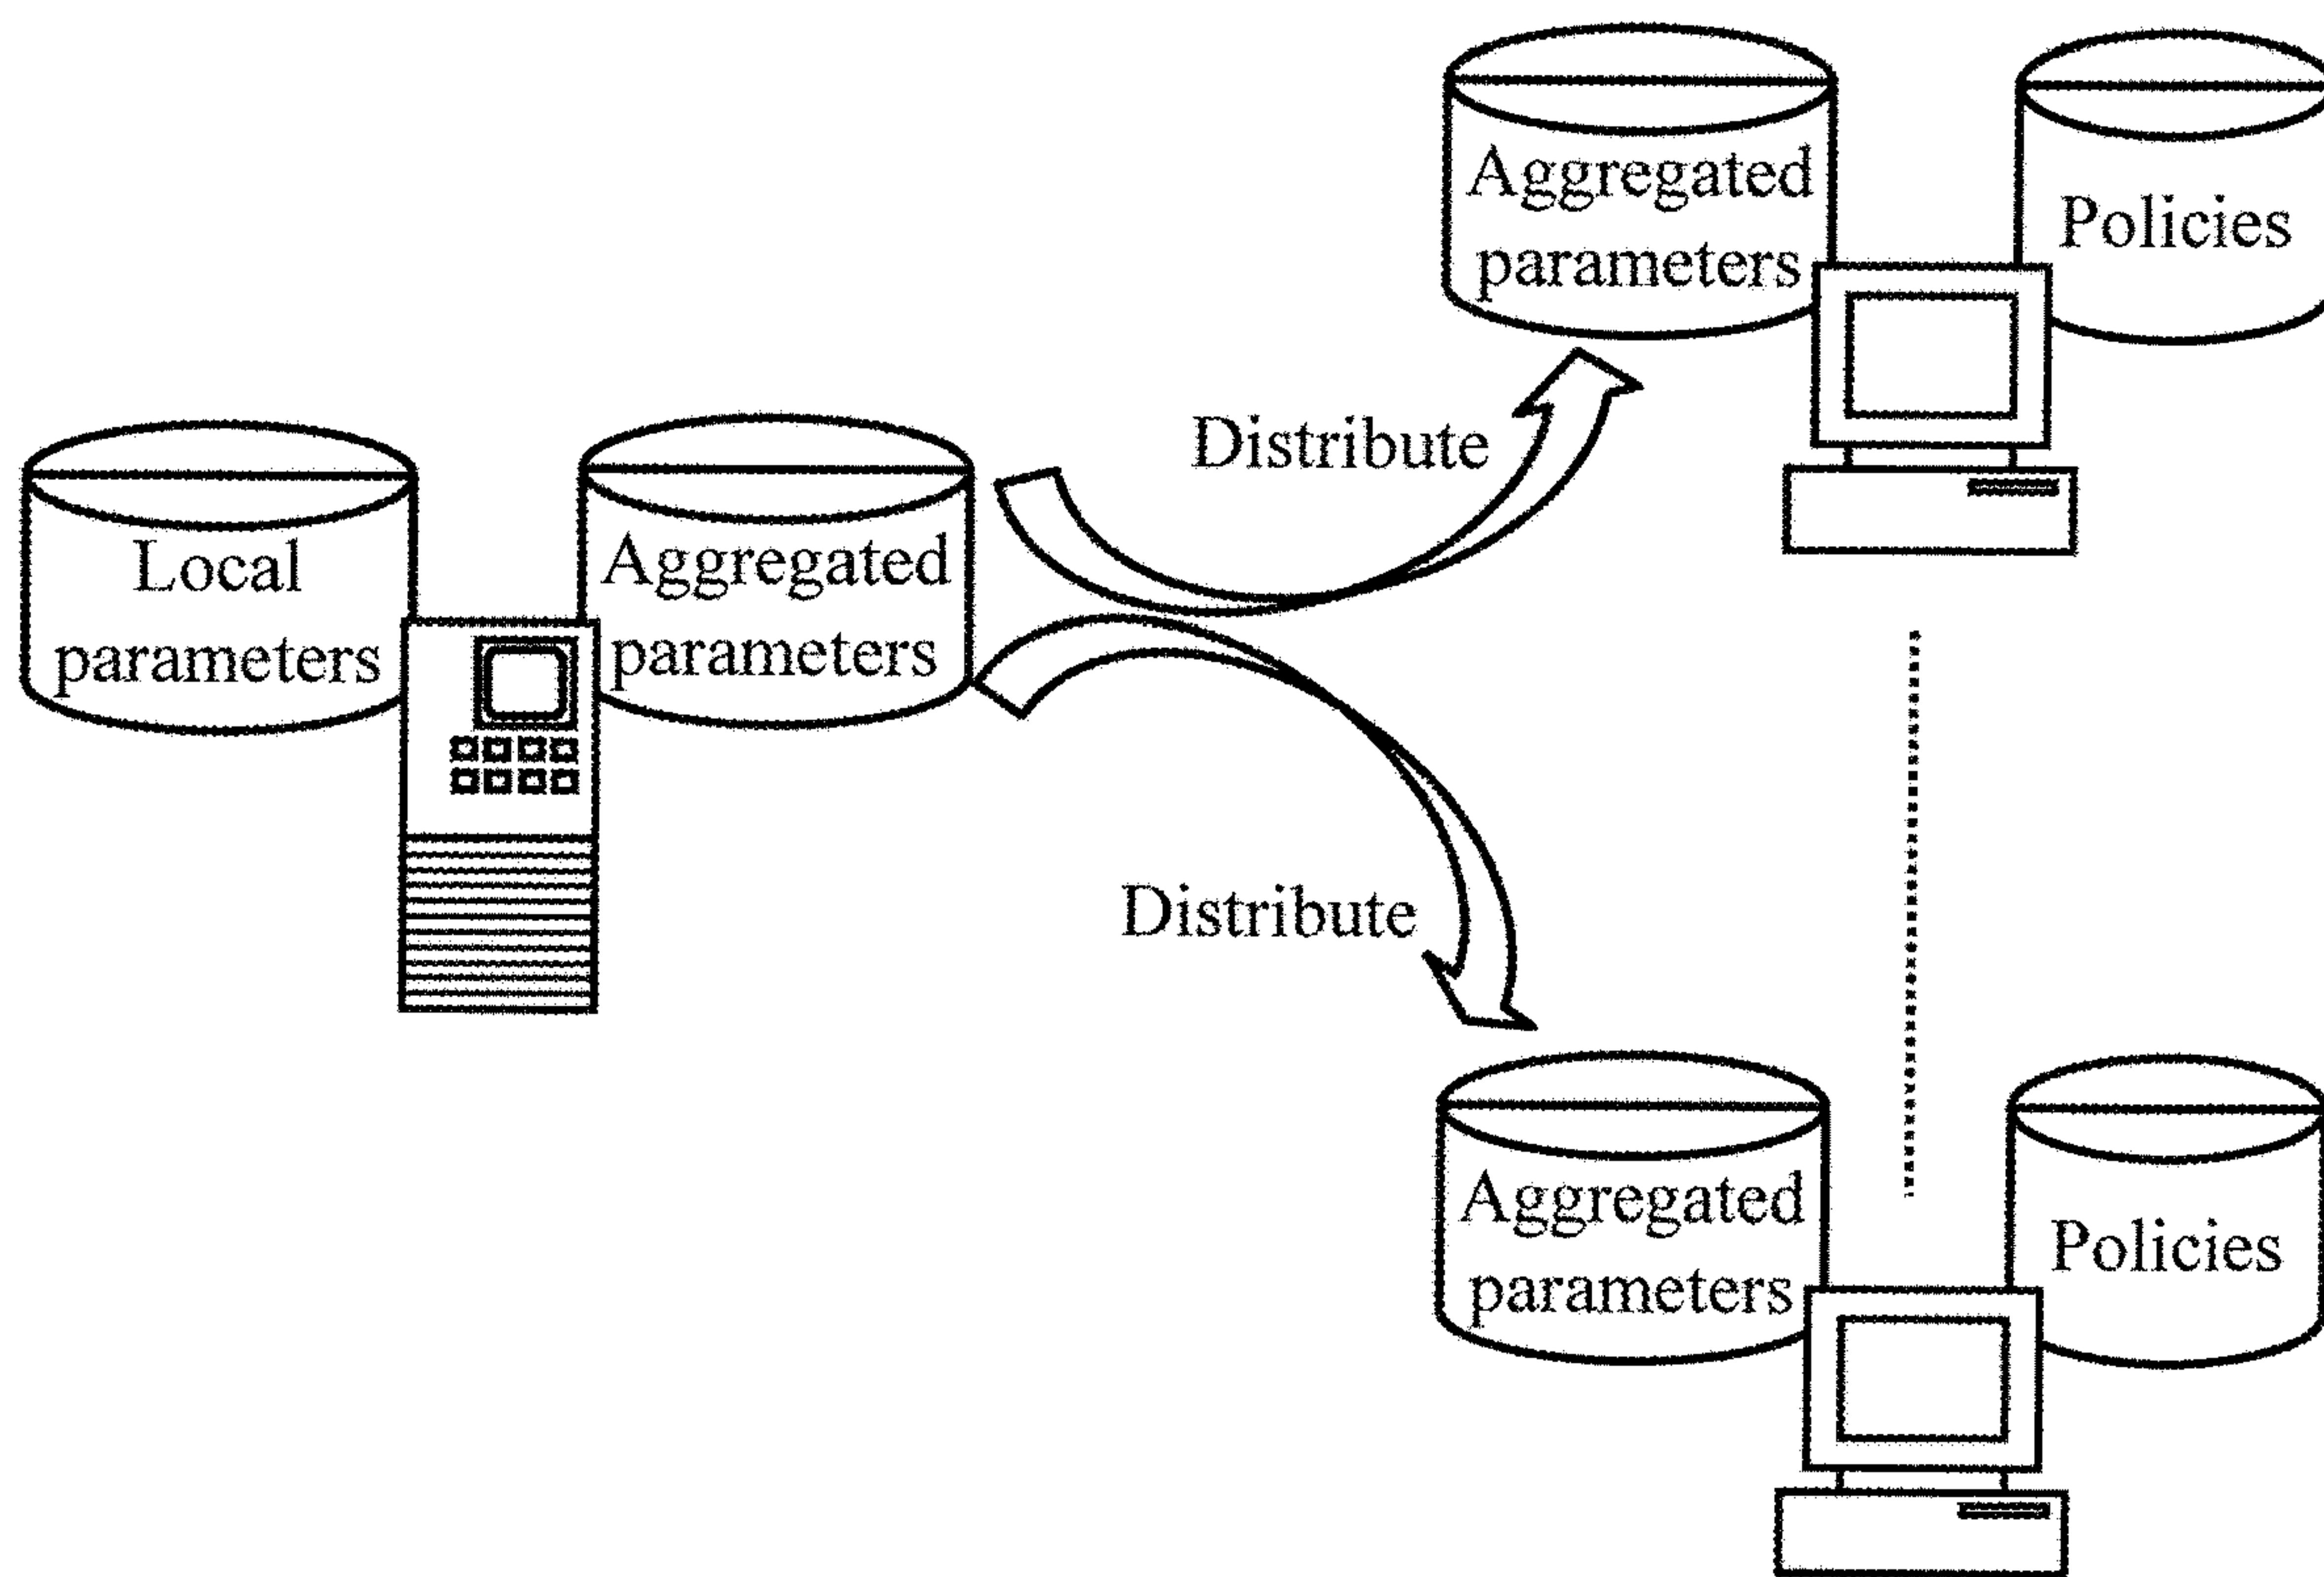 Aggregated
parameters
Policies
Distribute
Local
parameters
Aggregated
parameters
Distribute
Aggregated
parameters
Policies